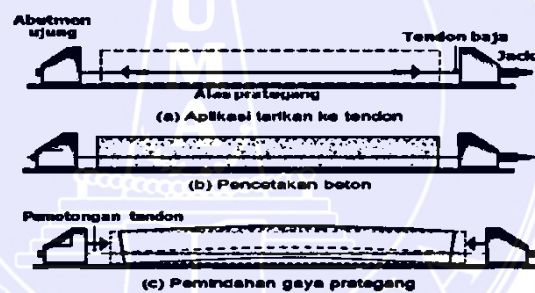 Abutmen
ujung
Tendon baja
Jack
Alas prategang
(a) Aplikasi tarikan ke tendon
(b) Pencetakan beton
Pemotongan tendon
(c) Pemindahan gaya prategang